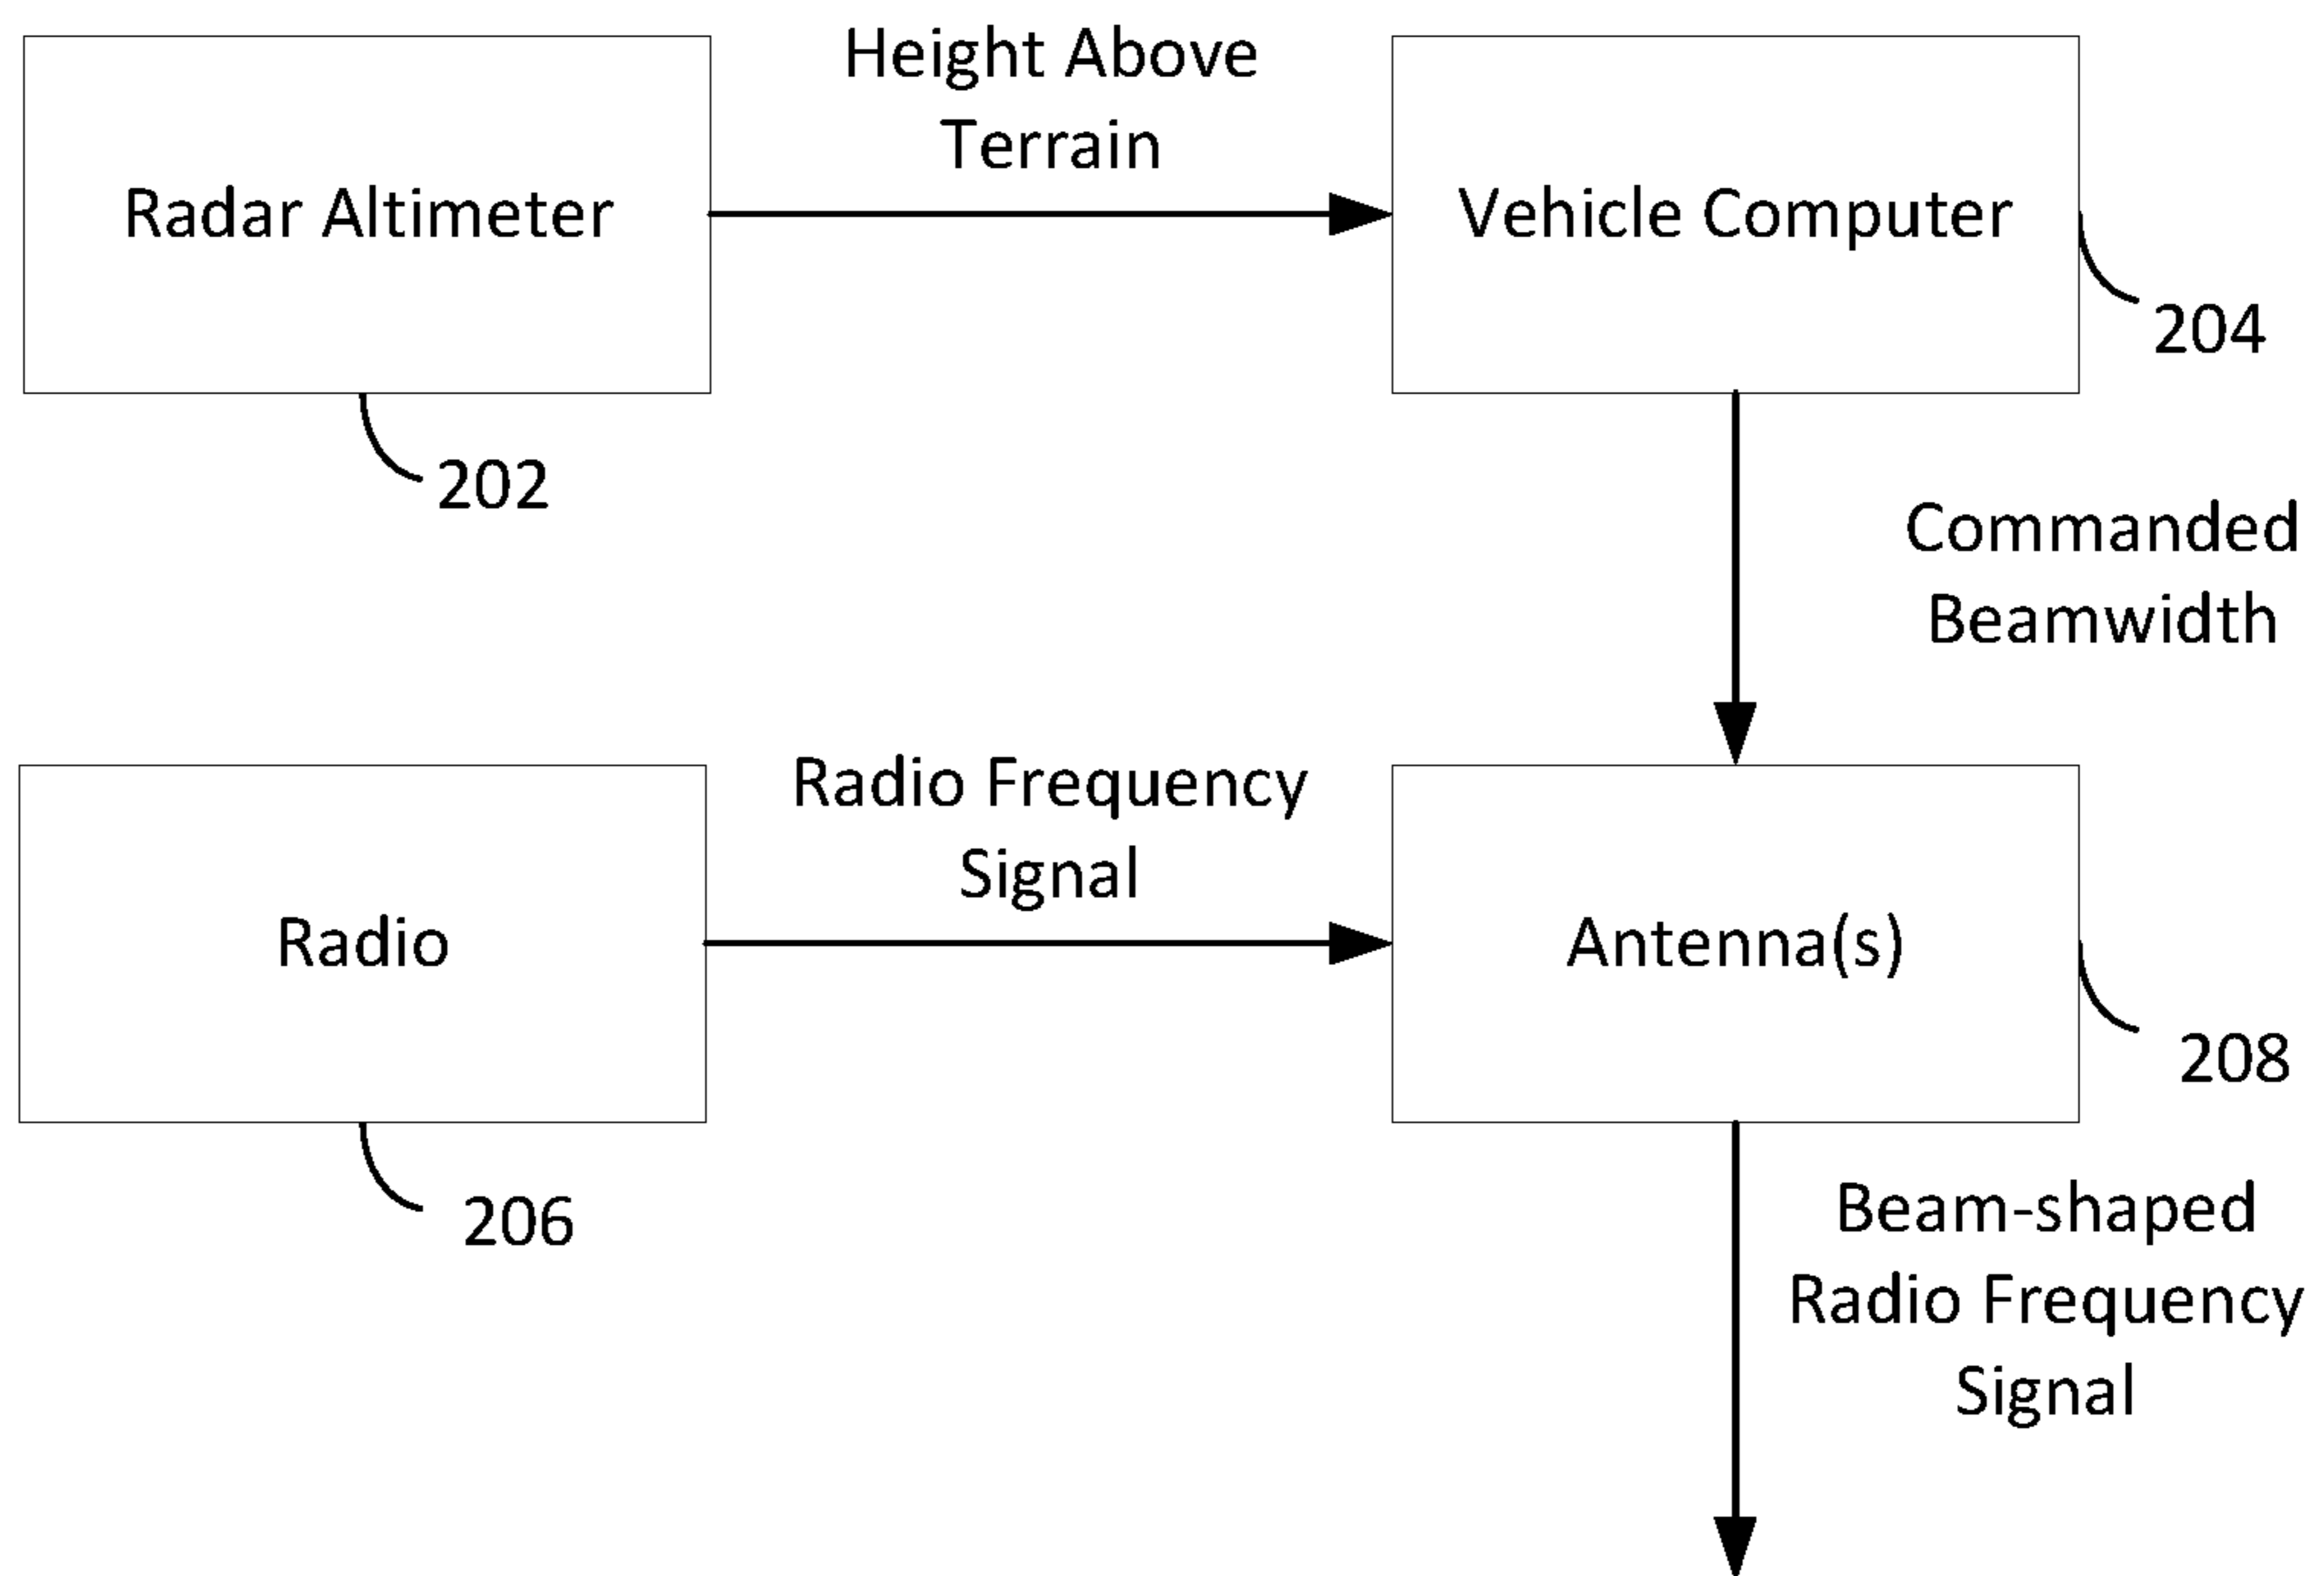 Height Above
Terrain
Radar Altimeter
Vehicle Computer
204
202
Commanded
Beamwidth
Radio Frequency
Signal
Radio
Antenna(s)
208
206
Beam-shaped
Radio Frequency
Signal